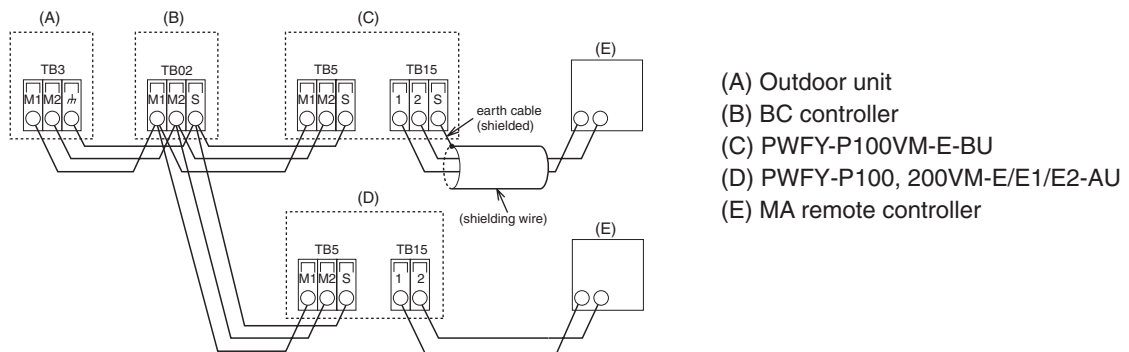 (A)
(B)
(C)
(E)
TB3
TB02
TB5
TB15
M1 M2
M1 M2 S
M1 M2 S
1 2 S
earth cable
(shielded)
(shielding wire)
(D)
(E)
TB5
TB15
M1 M2 S
1 2
(A) Outdoor unit
(B) BC controller
(C) PWFY-P100VM-E-BU
(D) PWFY-P100, 200VM-E/E1/E2-AU
(E) MA remote controller